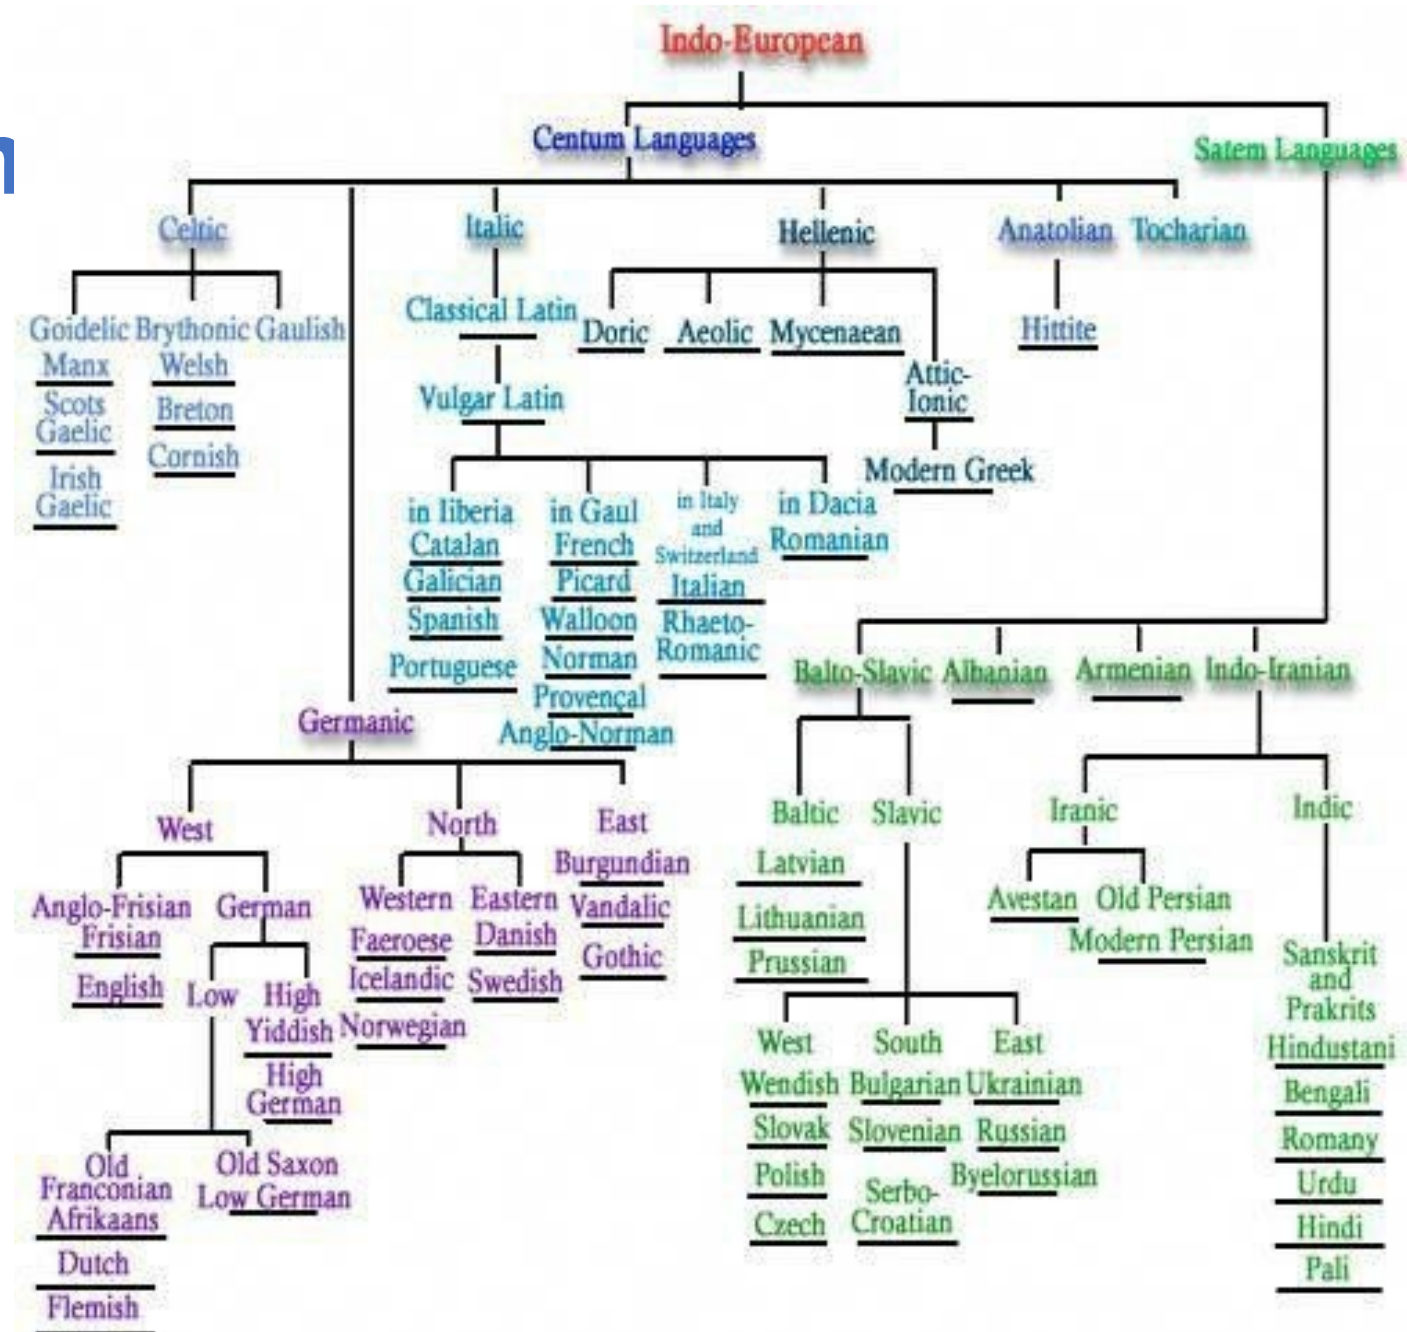 Indo-European
n
Centum Languages
Satem Languages
Celtic
Italic
Hellenic
Anatolian
Tocharian
Goidelic
Manx
Scots
Gaelic
Irish
Gaelic
Brythonic
Welsh
Breton
Cornish
Gaulish
Classical Latin
Vulgar Latin
in Iiberia
Catalan
Galician
Spanish
Portuguese
in Gaul
French
Picard
Walloon
Norman
Provençal
Anglo-Norman
in Italy
and
Switzerland
Italian
Rhaeto-
Romanic
in Dacia
Romanian
Doric
Aeolic
Mycenaean
Attic-
Ionic
Modern Greek
Hittite
Germanic
West
Anglo-Frisian
Frisian
English
German
Low
High
Yiddish
High
German
Old
Franconian
Afrikaans
Dutch
Flemish
Old Saxon
Low German
North
Western
Faeroese
Icelandic
Norwegian
Eastern
Danish
Swedish
East
Burgundian
Vandalic
Gothic
Balto-Slavic
Albanian
Armenian
Indo-Iranian
Baltic
Latvian
Lithuanian
Prussian
Slavic
West
Wendish
Slovak
Polish
Czech
South
Bulgarian
Slovenian
Serbo-
Croatian
East
Ukrainian
Russian
Byelorussian
Iranic
Avestan
Old Persian
Modern Persian
Indic
Sanskrit
and
Prakrits
Hindustani
Bengali
Romany
Urdu
Hindi
Pali